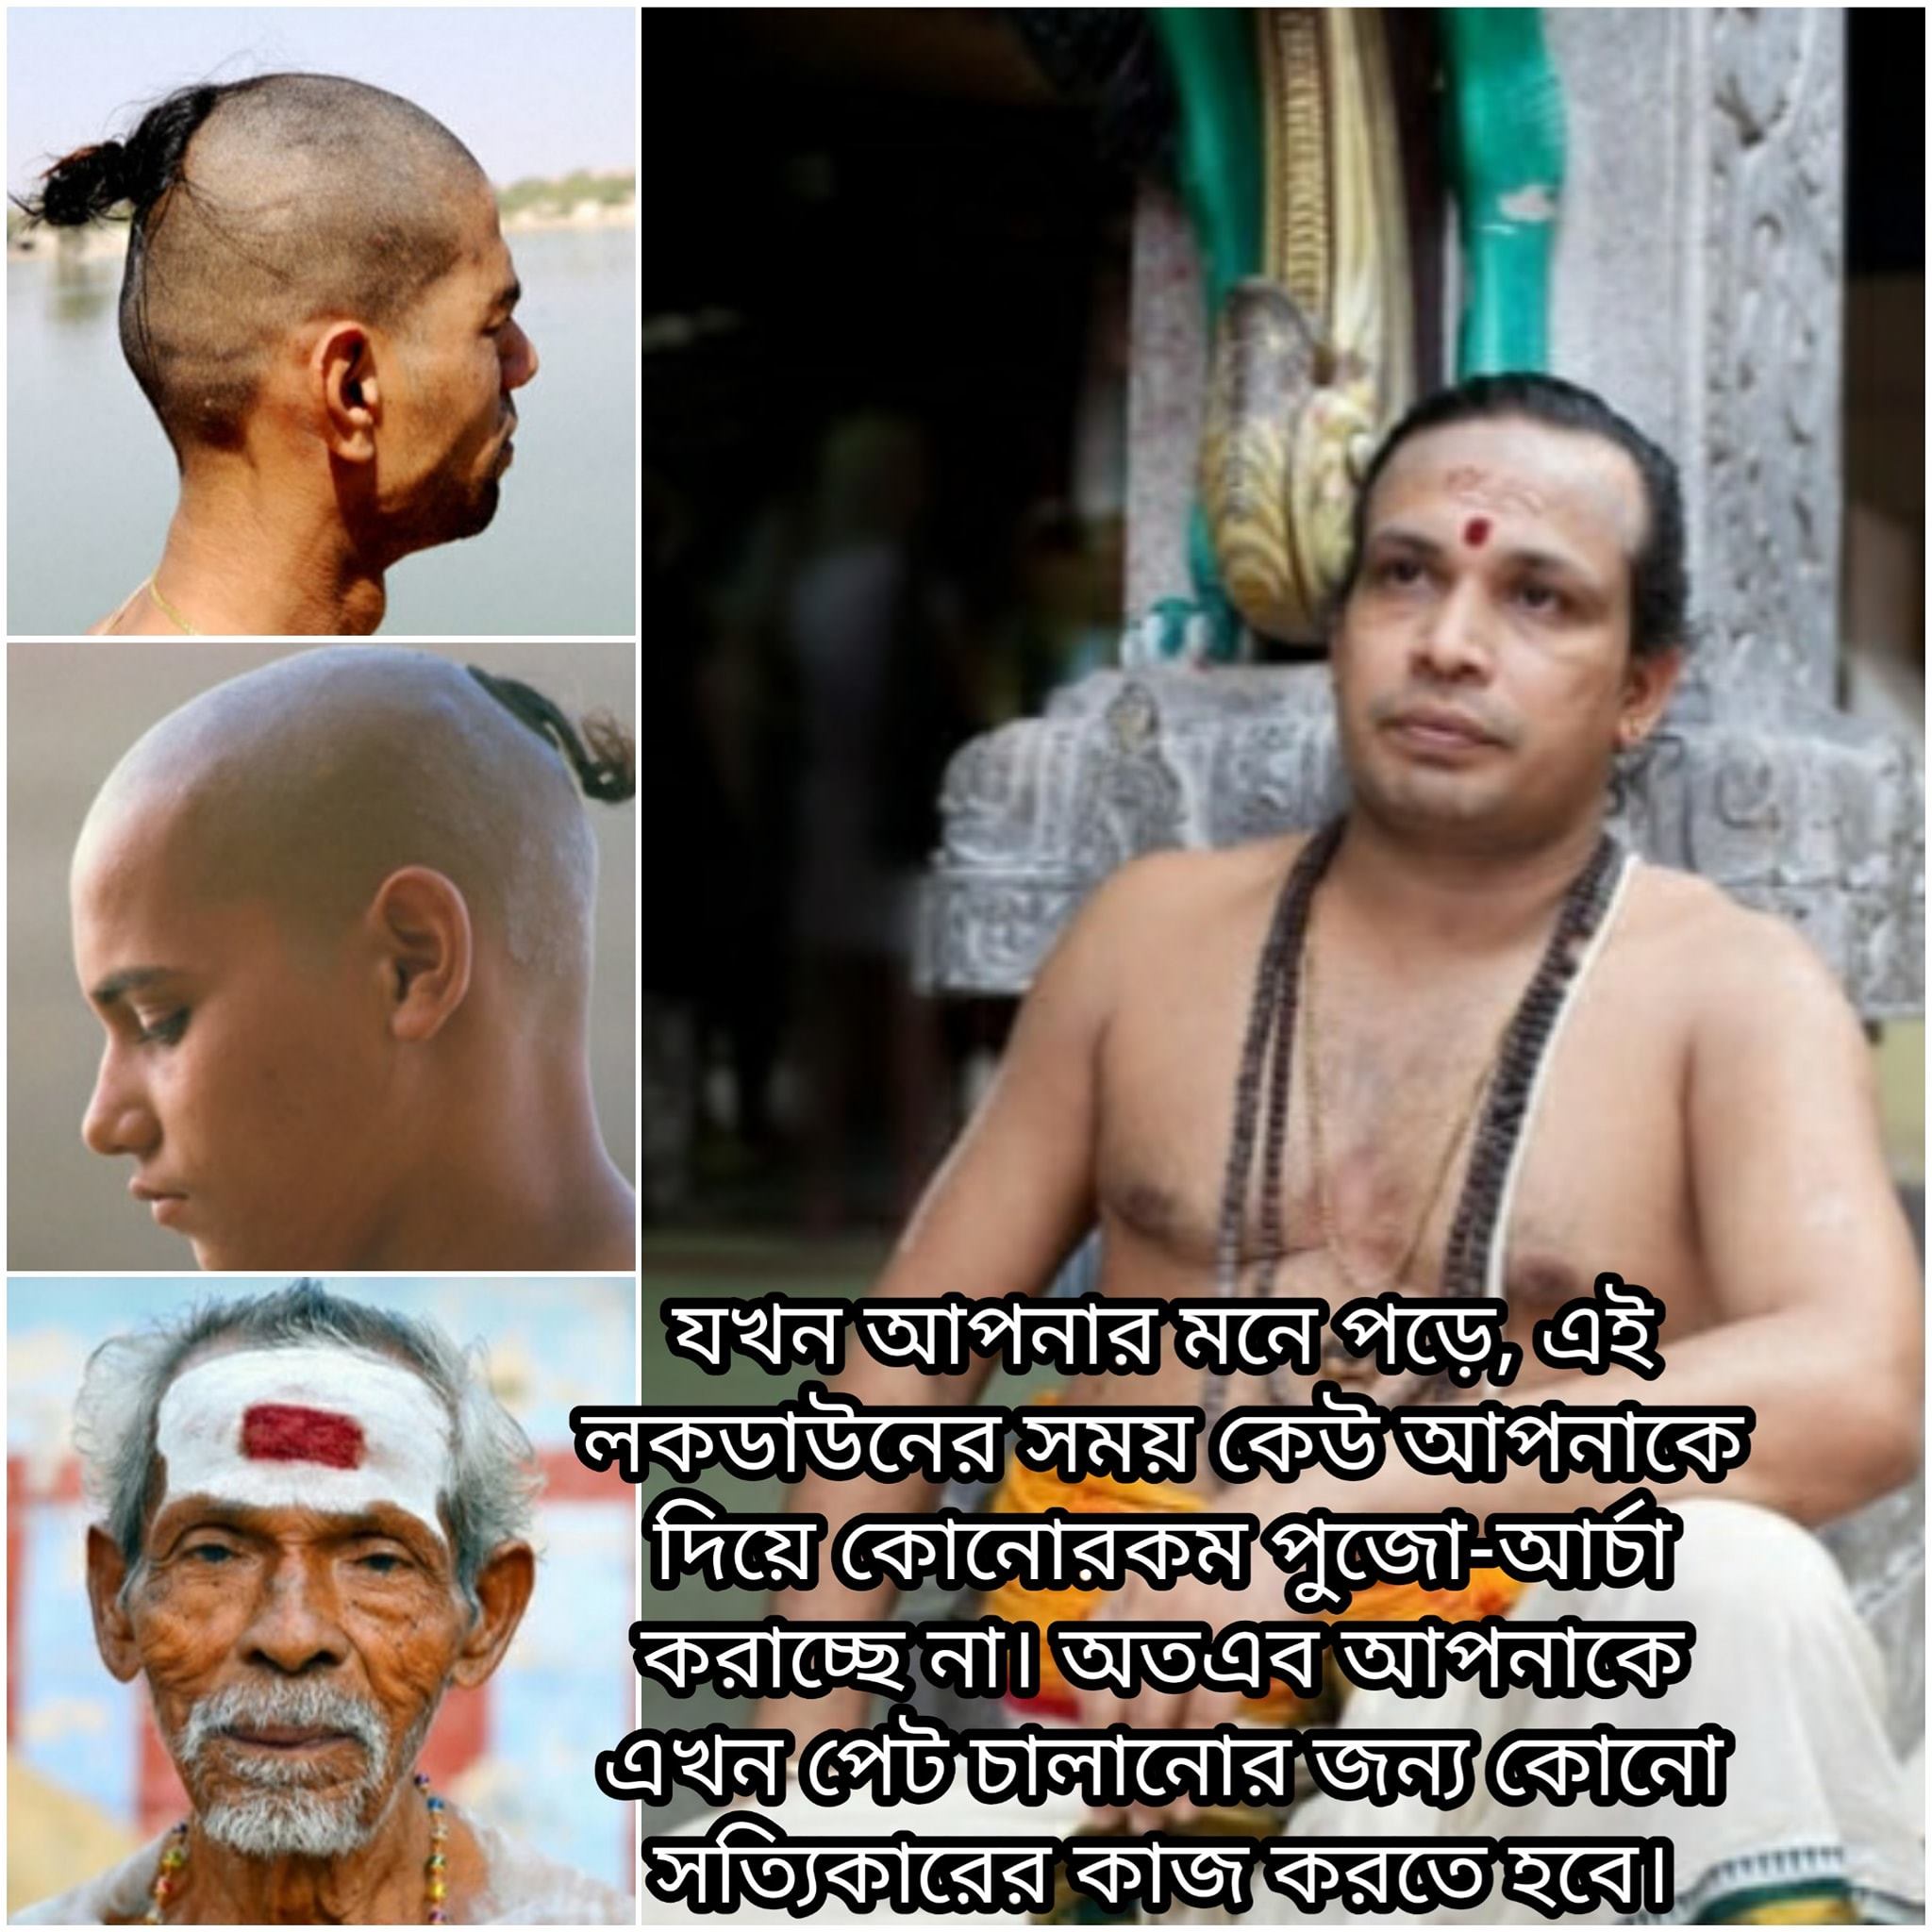 যখন আপনার মনে পড়ে, এই
লকডাউনের সময় কেউ আপনাকে
দিয়ে কোনোরকম পুজো-আর্চা
করাচ্ছে না। অতএব আপনাকে
এখন পেট চালানোর জন্য কোনো
সত্যিকারের কাজ করতে হবে।